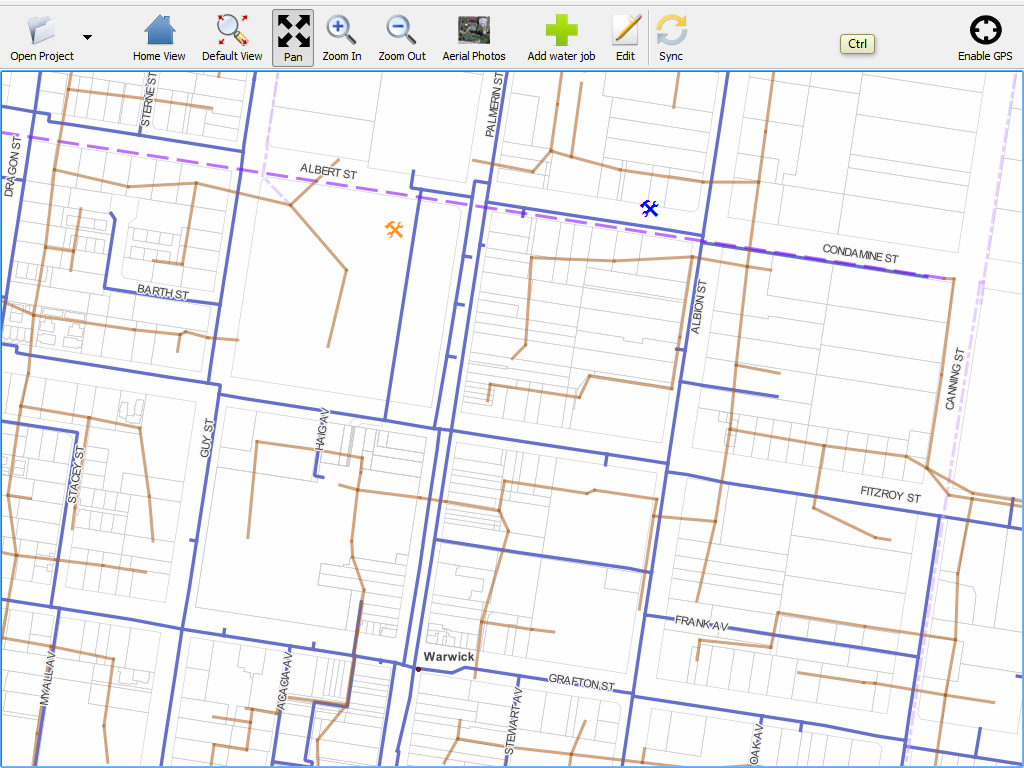 Open Project
Home View
Default View
Pan
Zoom In
Zoom Out
Aerial Photos
Add water job
Edit
Sync
Ctrl
Enable GPS
STERNE ST
PALMERIN ST
DRAGON ST
ALBERT ST
CONDAMINE ST
BARTH ST
ALBION ST
CANNING ST
GUY ST
HAIG AV
STACEY ST
FITZROY ST
FRANK AV
Warwick
MYALL AV
ACACIA AV
GRAFTON ST
STEWART AV
OAK AV